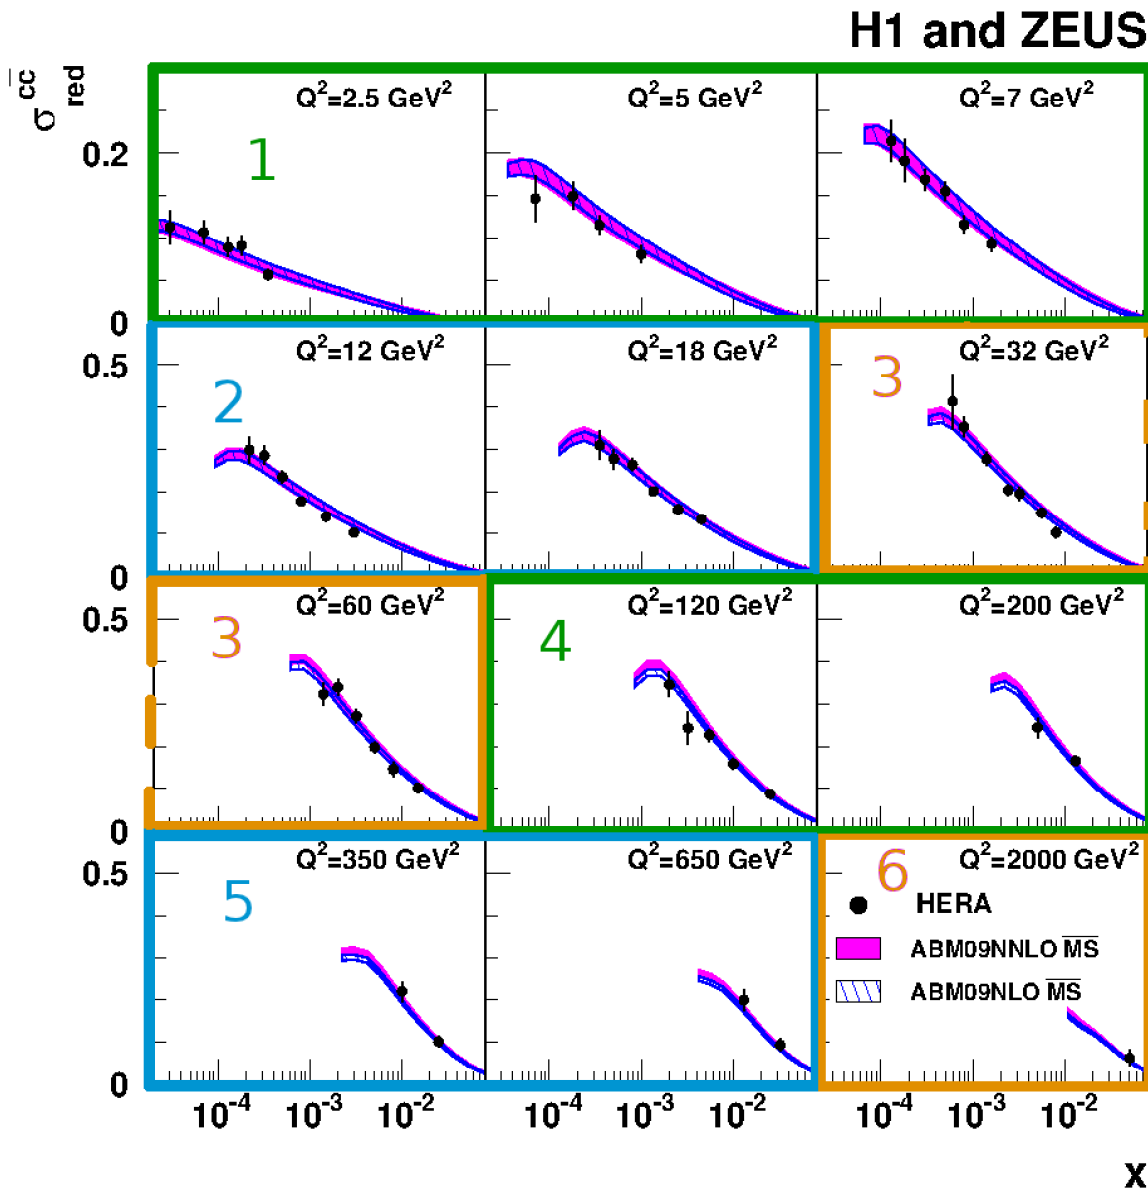 H1 and ZEUS
σ red cc̅
Q²=2.5 GeV² Q²=5 GeV² Q²=7 GeV²
0.2
1
0
Q²=12 GeV² Q²=18 GeV² Q²=32 GeV²
0.5
2 3
0
Q²=60 GeV² Q²=120 GeV² Q²=200 GeV²
0.5
3 4
0
Q²=350 GeV² Q²=650 GeV² Q²=2000 GeV²
0.5
5 6
HERA
ABM09NNLO M̅S̅
ABM09NLO M̅S̅
0
10⁻⁴ 10⁻³ 10⁻² 10⁻⁴ 10⁻³ 10⁻² 10⁻⁴ 10⁻³ 10⁻²
x